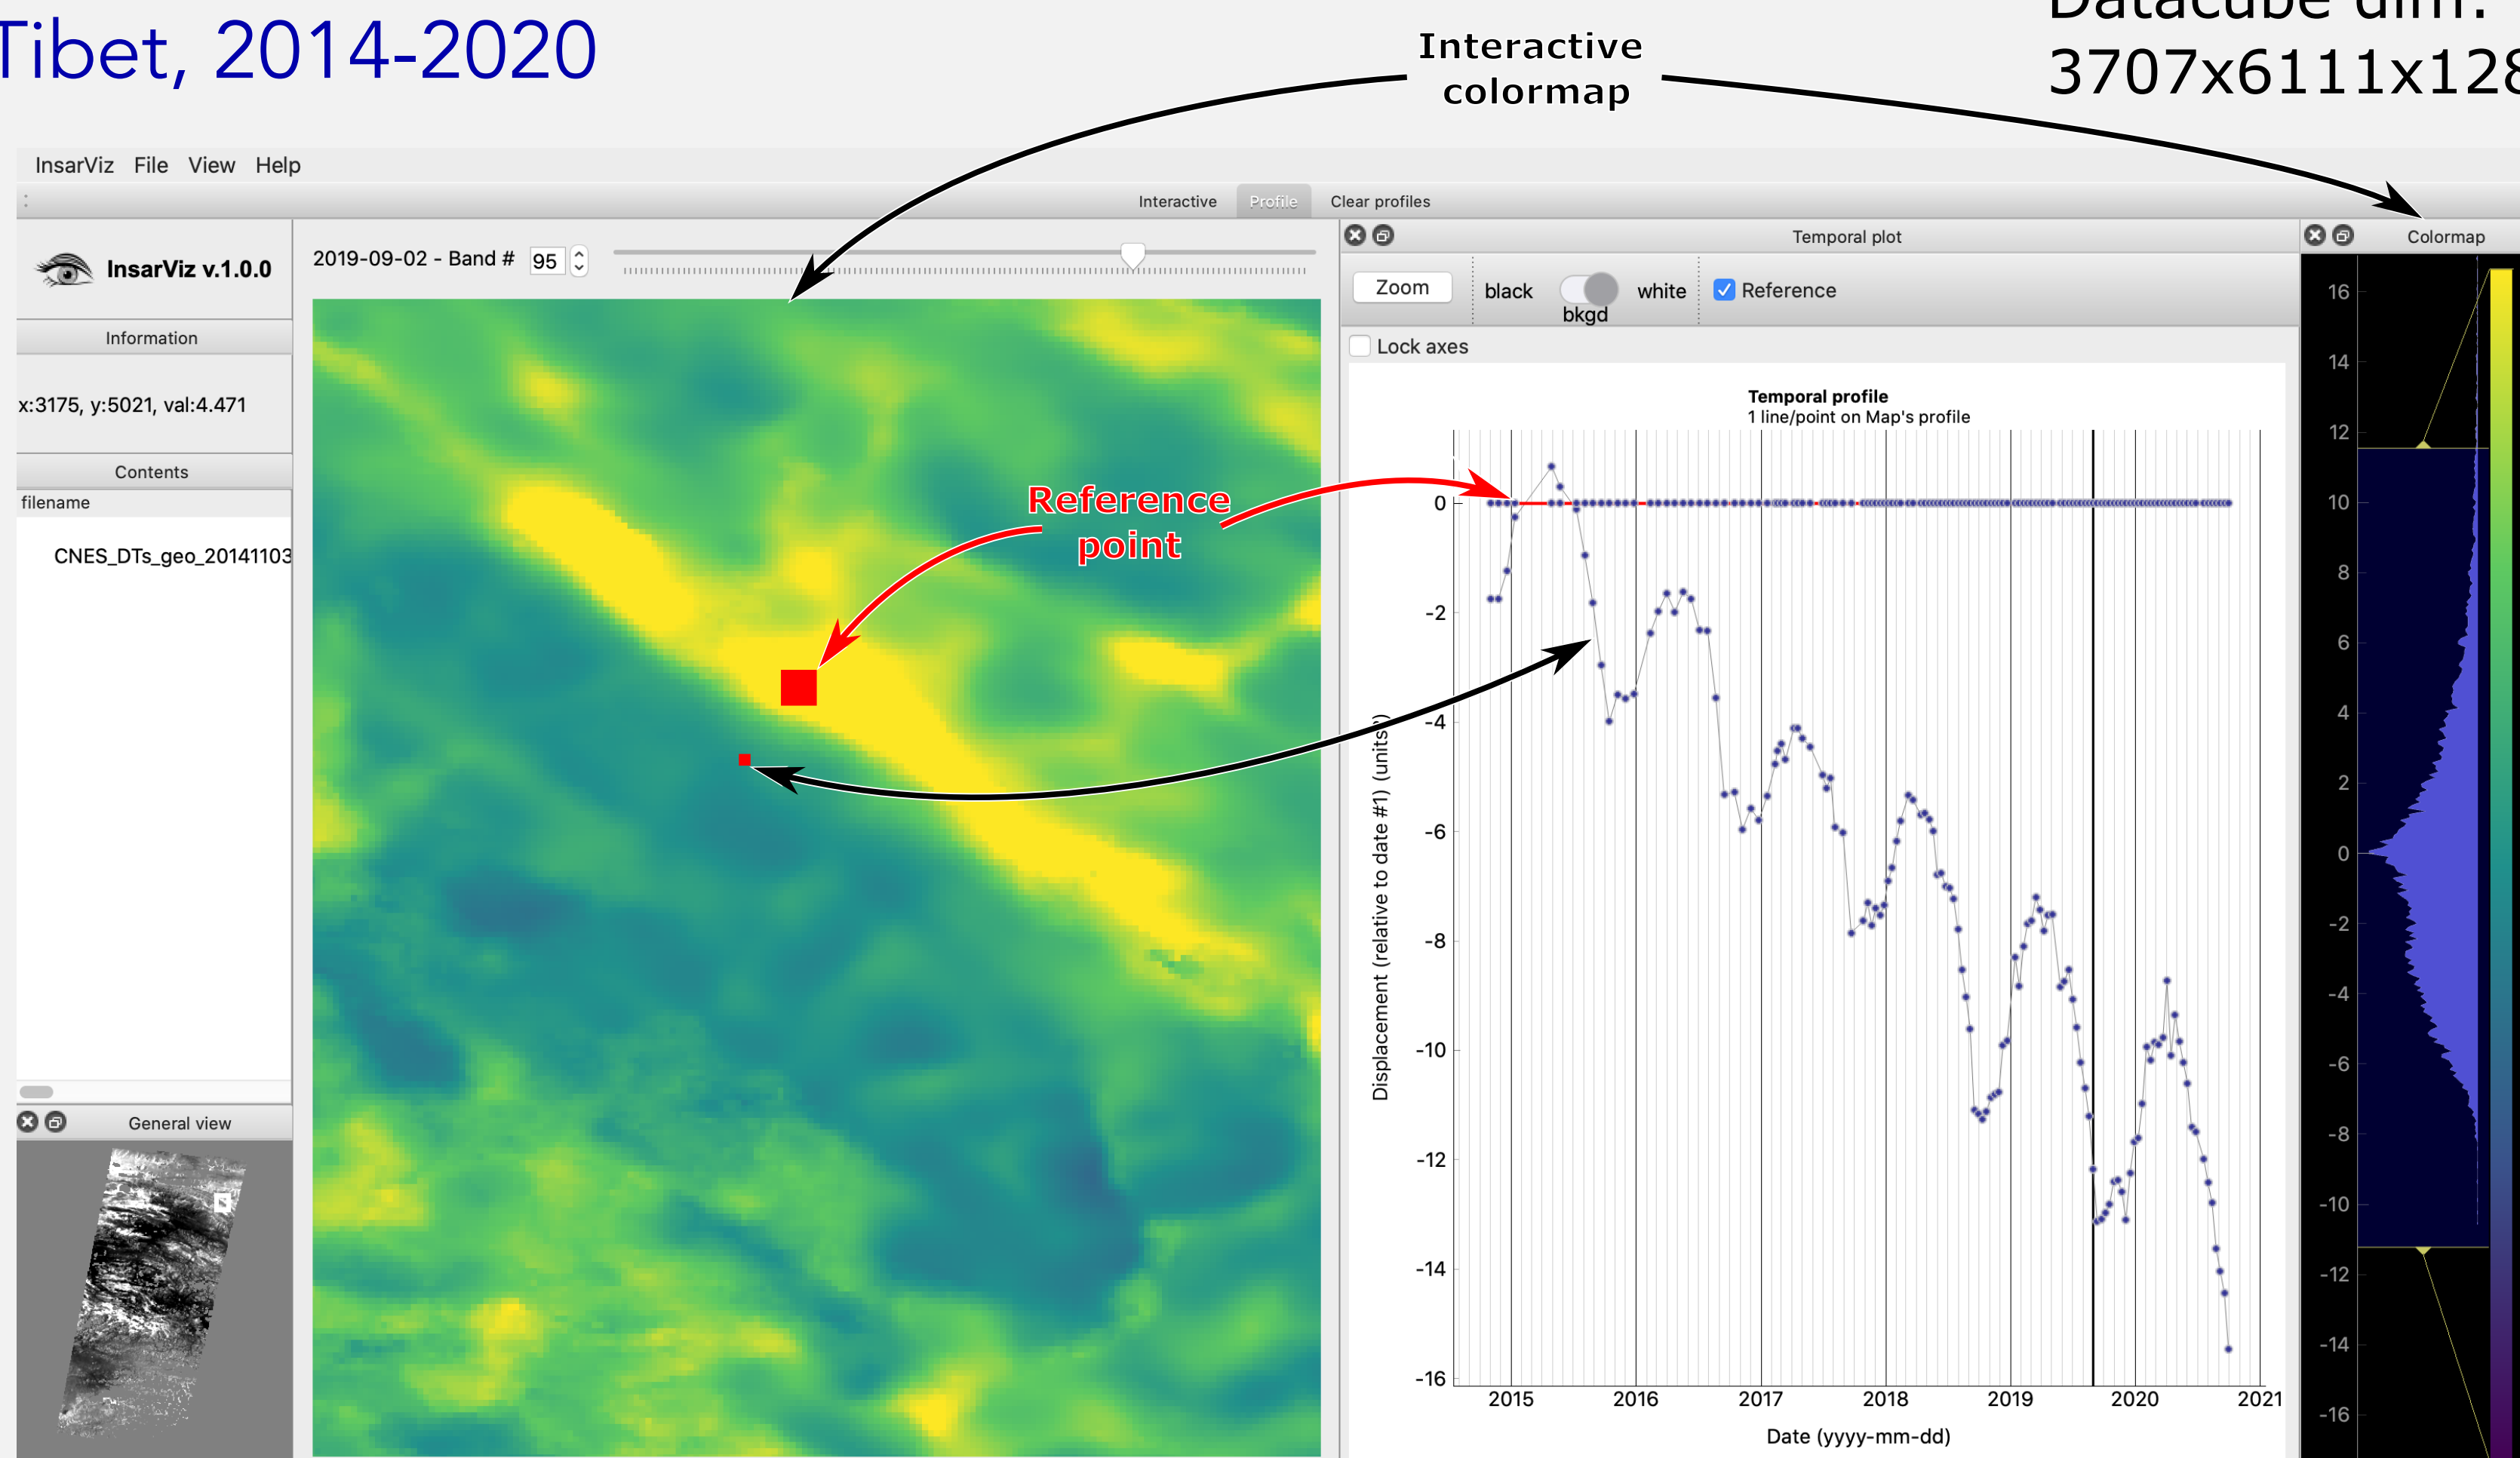 Tibet, 2014-2020
Interactive
colormap
3707x6111x128
InsarViz File View Help
Interactive Profile Clear profiles
InsarViz v.1.0.0
Information
x:3175, y:5021, val:4.471
Contents
filename
CNES_DTs_geo_20141103
General view
2019-09-02 - Band # 95
Reference
point
Temporal plot
Zoom black white Reference
bkgd
Lock axes
Temporal profile
1 line/point on Map's profile
Displacement (relative to date #1) (units?)
0
-2
-4
-6
-8
-10
-12
-14
-16
2015 2016 2017 2018 2019 2020 2021
Date (yyyy-mm-dd)
Colormap
16
14
12
10
8
6
4
2
0
-2
-4
-6
-8
-10
-12
-14
-16